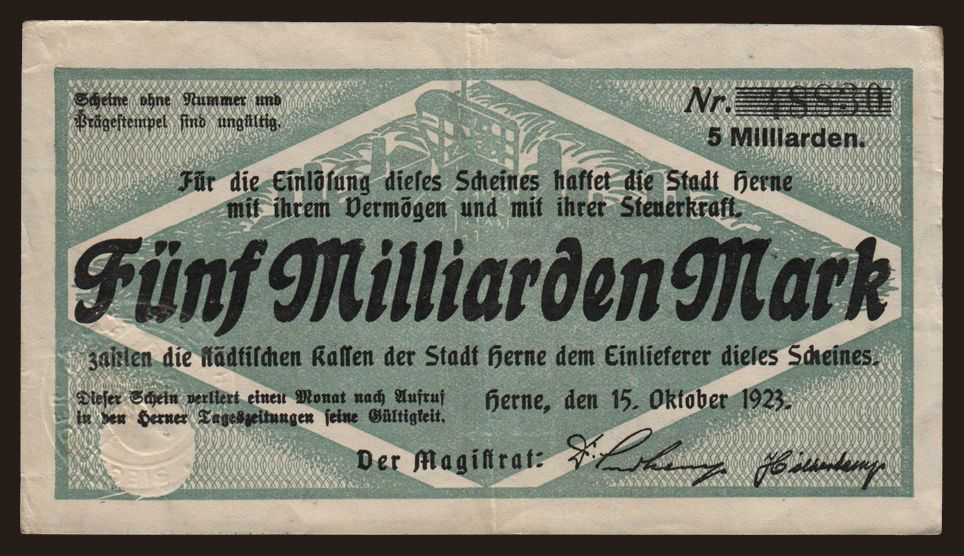 Scheine ohne Nummer und
Prägestempel sind ungültig.
Nr. 48830
5 Milliarden.
Für die Einlösung dieses Scheines haftet die Stadt Herne
mit ihrem Vermögen und mit ihrer Steuerkraft.
Fünf Milliarden Mark
zahlen die städtischen Kassen der Stadt Herne dem Einlieferer dieses Scheines.
Dieser Schein verliert einen Monat nach Aufruf
in den Herner Tageszeitungen seine Gültigkeit.
Herne, den 15. Oktober 1923.
Der Magistrat: